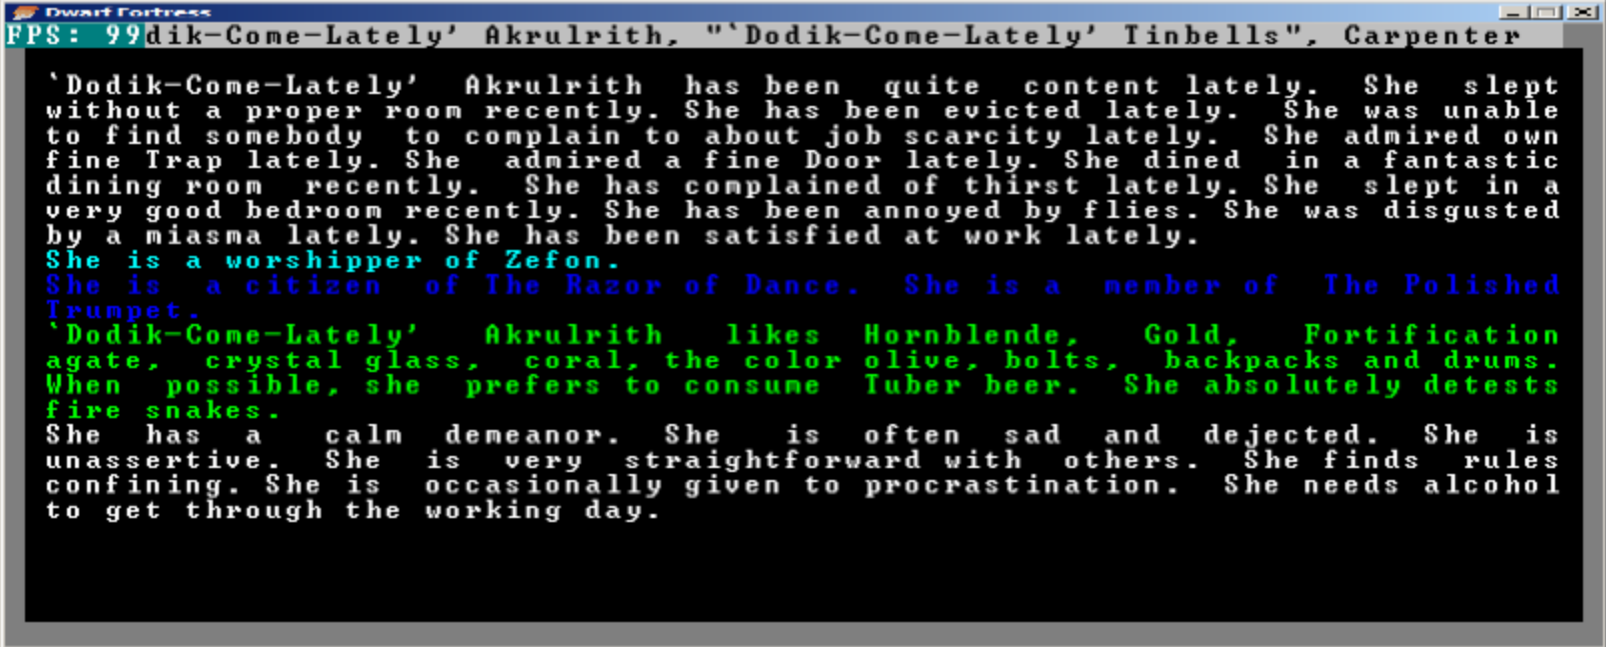 Dwarf Fortress
FPS: 99dik-Come-Lately' Akrulrith, "`Dodik-Come-Lately' Tinbells", Carpenter
`Dodik-Come-Lately' Akrulrith has been quite content lately. She slept
without a proper room recently. She has been evicted lately. She was unable
to find somebody to complain to about job scarcity lately. She admired own
fine Trap lately. She admired a fine Door lately. She dined in a fantastic
dining room recently. She has complained of thirst lately. She slept in a
very good bedroom recently. She has been annoyed by flies. She was disgusted
by a miasma lately. She has been satisfied at work lately.
She is a worshipper of Zefon.
She is a citizen of The Razor of Dance. She is a member of The Polished
Trumpet.
`Dodik-Come-Lately' Akrulrith likes Hornblende, Gold, Fortification
agate, crystal glass, coral, the color olive, bolts, backpacks and drums.
When possible, she prefers to consume Tuber beer. She absolutely detests
fire snakes.
She has a calm demeanor. She is often sad and dejected. She is
unassertive. She is very straightforward with others. She finds rules
confining. She is occasionally given to procrastination. She needs alcohol
to get through the working day.